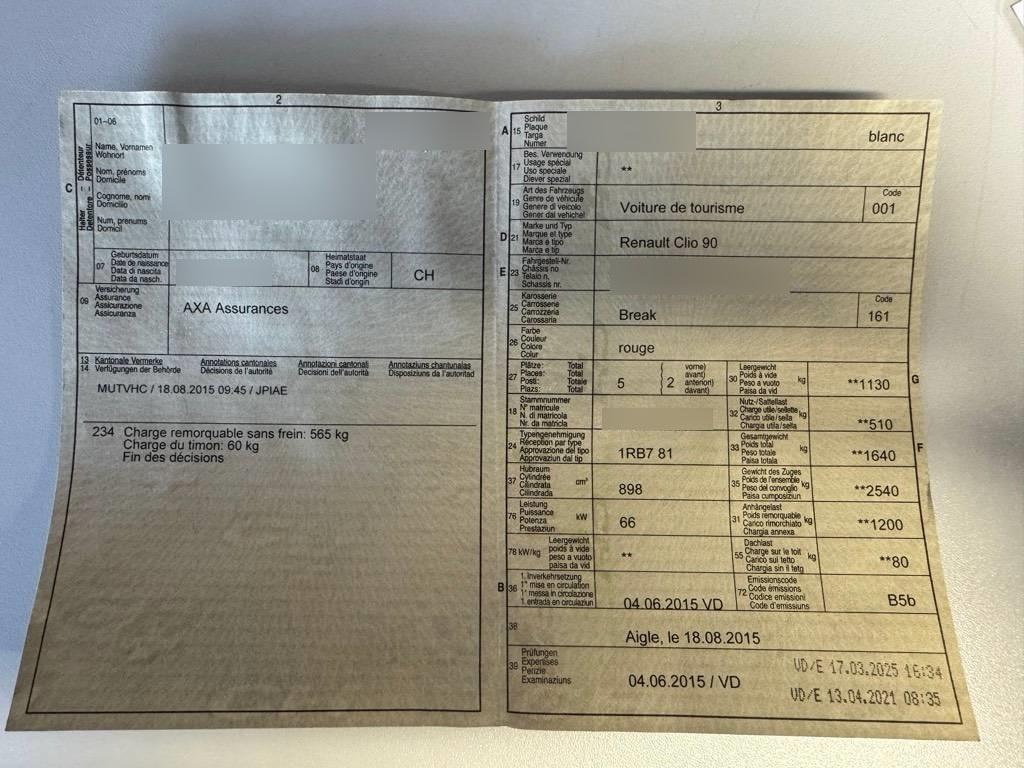 2
01-06
Halter – Détenteur
Detentore – Possessur
C
Name, Vornamen
Wohnort
Nom, prénoms
Domicile
Cognome, nomi
Domicilio
Num, prenums
Domicil
07
Geburtsdatum
Date de naissance
Data di nascita
Data da nasch.
08
Heimatstaat
Pays d'origine
Paese d'origine
Stadi d'origin
CH
09
Versicherung
Assurance
Assicurazione
Assicuranza
AXA Assurances
13
14
Kantonale Vermerke
Verfügungen der Behörde
Annotations cantonales
Décisions de l'autorité
Annotazioni cantonali
Decisioni dell'autorità
Annotaziuns chantunalas
Disposiziuns da l'autoritad
MUTVHC / 18.08.2015 09:45 / JPIAE
234 Charge remorquable sans frein: 565 kg
Charge du timon: 60 kg
Fin des décisions
3
A 15
Schild
Plaque
Targa
Numer
blanc
17
Bes. Verwendung
Usage spécial
Uso speciale
Diever spezial
**
19
Art des Fahrzeugs
Genre de véhicule
Genere di veicolo
Gener dal vehichel
Voiture de tourisme
Code
001
D 21
Marke und Typ
Marque et type
Marca e tipo
Marca e tip
Renault Clio 90
E 23
Fahrgestell-Nr.
Châssis no
Telaio n.
Schassis nr.
25
Karosserie
Carrosserie
Carrozzeria
Carossaria
Break
Code
161
26
Farbe
Couleur
Colore
Colur
rouge
27
Plätze: Total
Places: Total
Posti: Totale
Plazs: Total
5
2
vorne)
avant)
anteriori)
davant)
30
Leergewicht
Poids à vide
Peso a vuoto
Paisa da vid
kg
**1130
G
18
Stammnummer
N° matricule
N. di matricola
Nr. da matricla
32
Nutz-/Sattellast
Charge utile/sellette
Carico utile/sella
Chargia utila/sella
kg
**510
24
Typengenehmigung
Réception par type
Approvazione del tipo
Approvaziun dal tip
1RB7 81
33
Gesamtgewicht
Poids total
Peso totale
Paisa totala
kg
**1640
F
37
Hubraum
Cylindrée
Cilindrata
Cilindrada
cm³
898
35
Gewicht des Zuges
Poids de l'ensemble
Peso del convoglio
Paisa cumposiziun
kg
**2540
76
Leistung
Puissance
Potenza
Prestaziun
kW
66
31
Anhängelast
Poids remorquable
Carico rimorchiato
Chargia annexa
kg
**1200
78 kW/kg
Leergewicht
poids à vide
peso a vuoto
paisa da vid
**
55
Dachlast
Charge sur le toit
Carico sul tetto
Chargia sin il tetg
kg
**80
B 36
1. Inverkehrsetzung
1re mise en circulation
1a messa in circolazione
1. entrada en circulaziun
04.06.2015 VD
72
Emissionscode
Code émissions
Codice emissioni
Code d'emissiuns
B5b
38
Aigle, le 18.08.2015
39
Prüfungen
Expertises
Perizie
Examinaziuns
04.06.2015 / VD
VD/E 17.03.2025 16:34
VD/E 13.04.2021 08:35